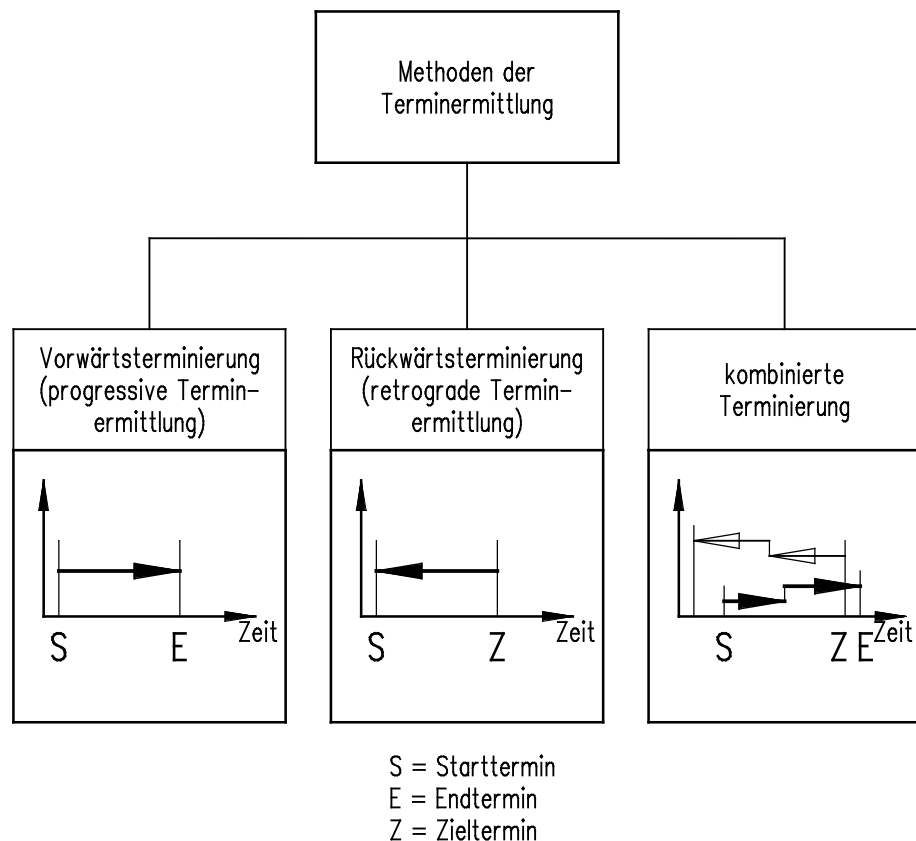 Methoden der
Terminermittlung
Vorwärtsterminierung
(progressive Termin-
ermittlung)
Rückwärtsterminierung
(retrograde Termin-
ermittlung)
kombinierte
Terminierung
Zeit
S
E
Zeit
S
Z
Zeit
S
Z
E
S = Starttermin
E = Endtermin
Z = Zieltermin